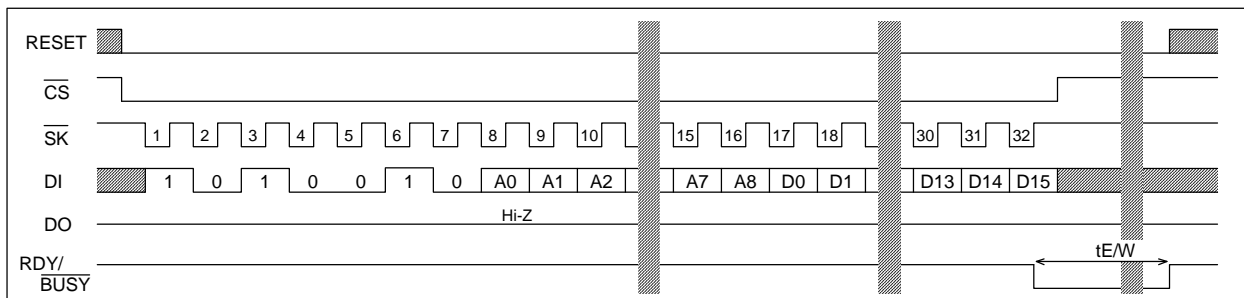 RESET
CS
SK 1 2 3 4 5 6 7 8 9 10 15 16 17 18 30 31 32
DI 1 0 1 0 0 1 0 A0 A1 A2 A7 A8 D0 D1 D13 D14 D15
DO Hi-Z
RDY/ tE/W
BUSY